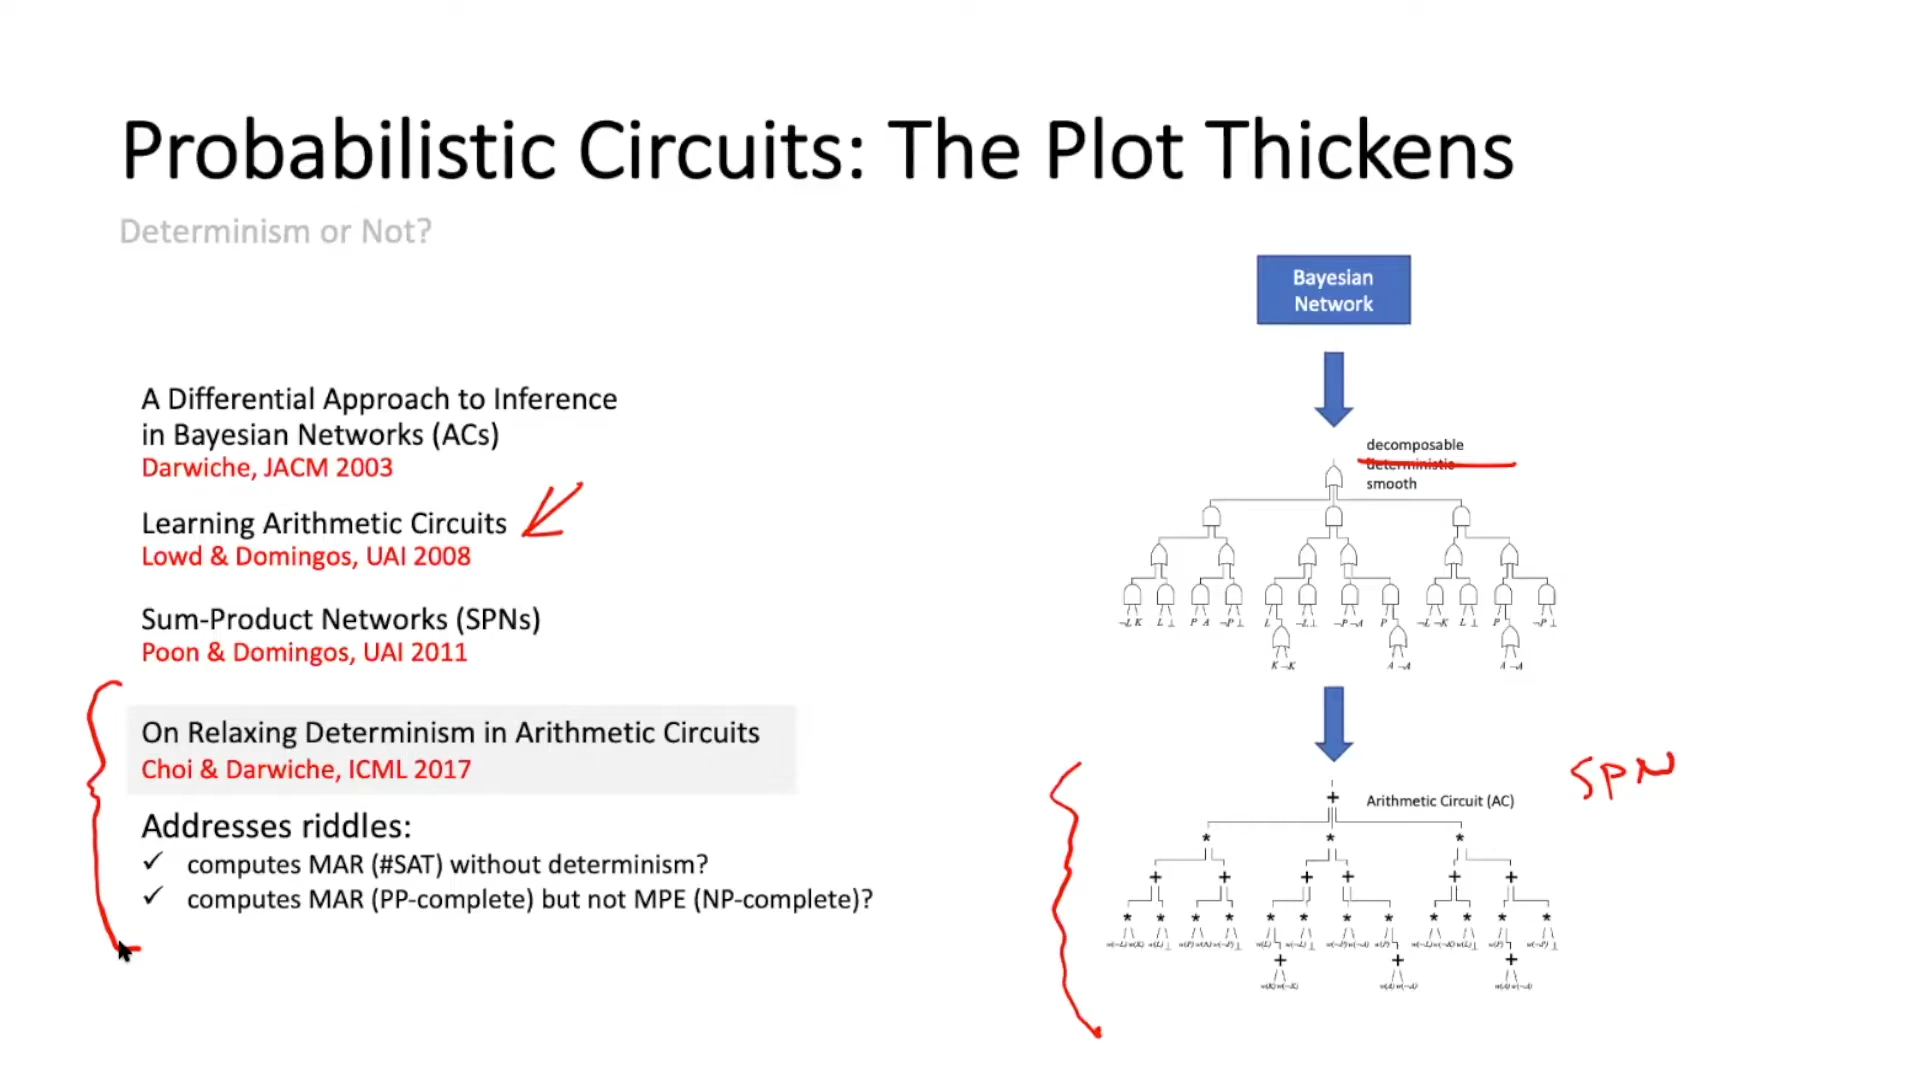 Probabilistic Circuits: The Plot Thickens
Determinism or Not?
A Differential Approach to Inference
in Bayesian Networks (ACs)
Darwiche, JACM 2003
Learning Arithmetic Circuits
Lowd & Domingos, UAI 2008
Sum-Product Networks (SPNs)
Poon & Domingos, UAI 2011
On Relaxing Determinism in Arithmetic Circuits
Choi & Darwiche, ICML 2017
Addresses riddles:
✓ computes MAR (#SAT) without determinism?
✓ computes MAR (PP-complete) but not MPE (NP-complete)?
Bayesian
Network
decomposable
deterministic
smooth
¬L K L ⊥ P A ¬P ⊥ L ¬L ⊥ ¬P ¬A P ¬L ¬K L ⊥ P ¬P ⊥
K ¬K A ¬A A ¬A
SPN
+ Arithmetic Circuit (AC)
* * *
+ + + + + +
* * * * * * * * * * * *
+ + +